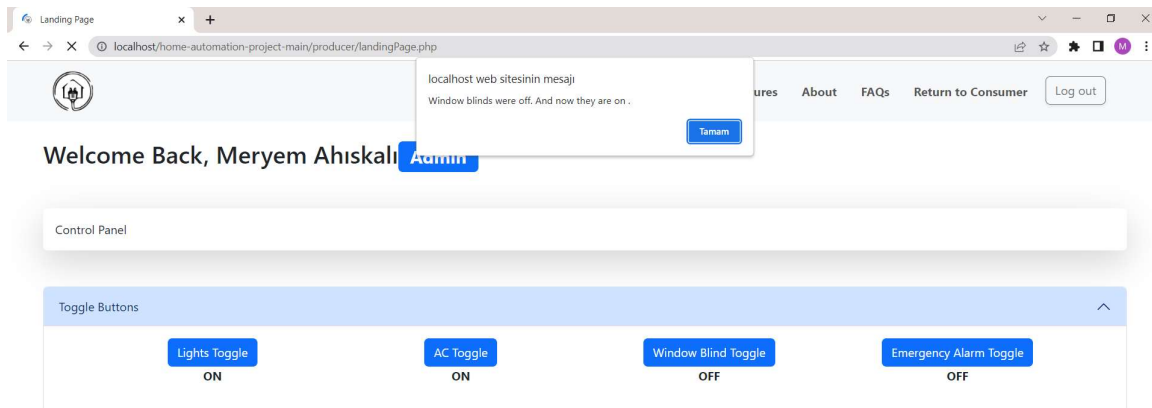 Landing Page
localhost/home-automation-project-main/producer/landingPage.php
M
localhost web sitesinin mesajı
Window blinds were off. And now they are on .
Tamam
ures About FAQs Return to Consumer Log out
Welcome Back, Meryem Ahıskalı Admin
Control Panel
Toggle Buttons
Lights Toggle AC Toggle Window Blind Toggle Emergency Alarm Toggle
ON ON OFF OFF